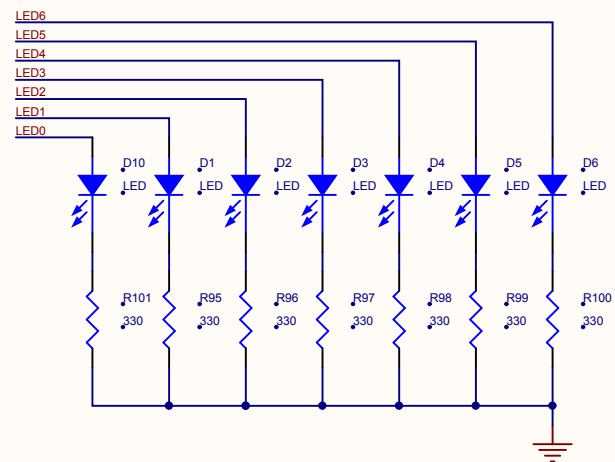 LED6
LED5
LED4
LED3
LED2
LED1
LED0
D10 D1 D2 D3 D4 D5 D6
LED LED LED LED LED LED LED
R101 R95 R96 R97 R98 R99 R100
330 330 330 330 330 330 330